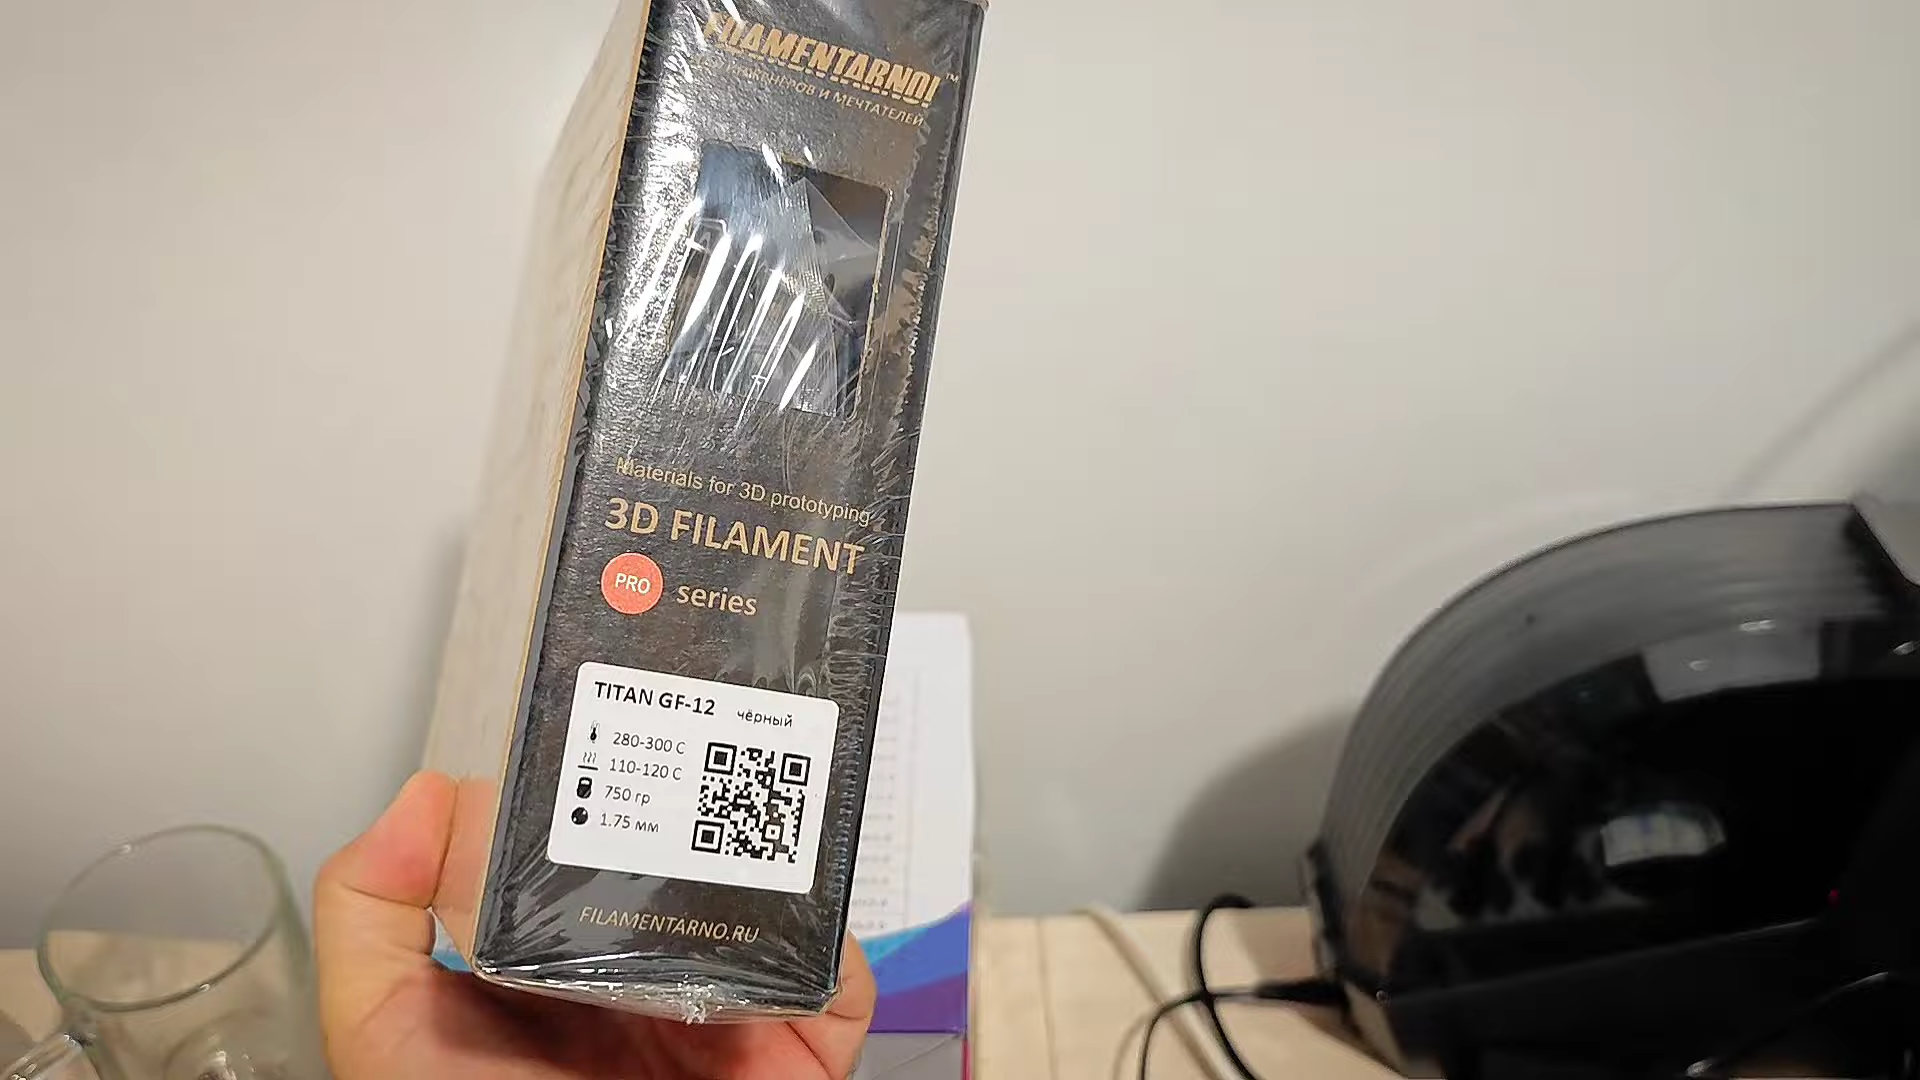 FILAMENTARNO!™
И МЕЧТАТЕЛЕЙ
Materials for 3D prototyping
3D FILAMENT
PRO series
TITAN GF-12 чёрный
280-300 C
110-120 C
750 гр
1.75 мм
FILAMENTARNO.RU